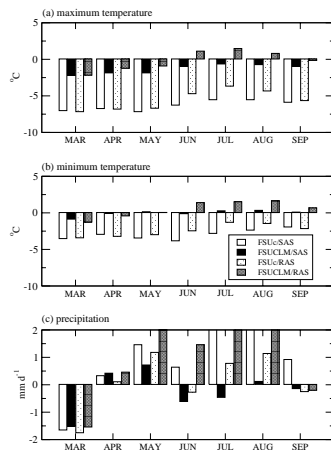 (a) maximum temperature
5
0
-5
-10
°C
MAR APR MAY JUN JUL AUG SEP
(b) minimum temperature
5
0
-5
-10
°C
FSUc/SAS
FSUCLM/SAS
FSUc/RAS
FSUCLM/RAS
MAR APR MAY JUN JUL AUG SEP
(c) precipitation
2
1
0
-1
-2
mm d⁻¹
MAR APR MAY JUN JUL AUG SEP